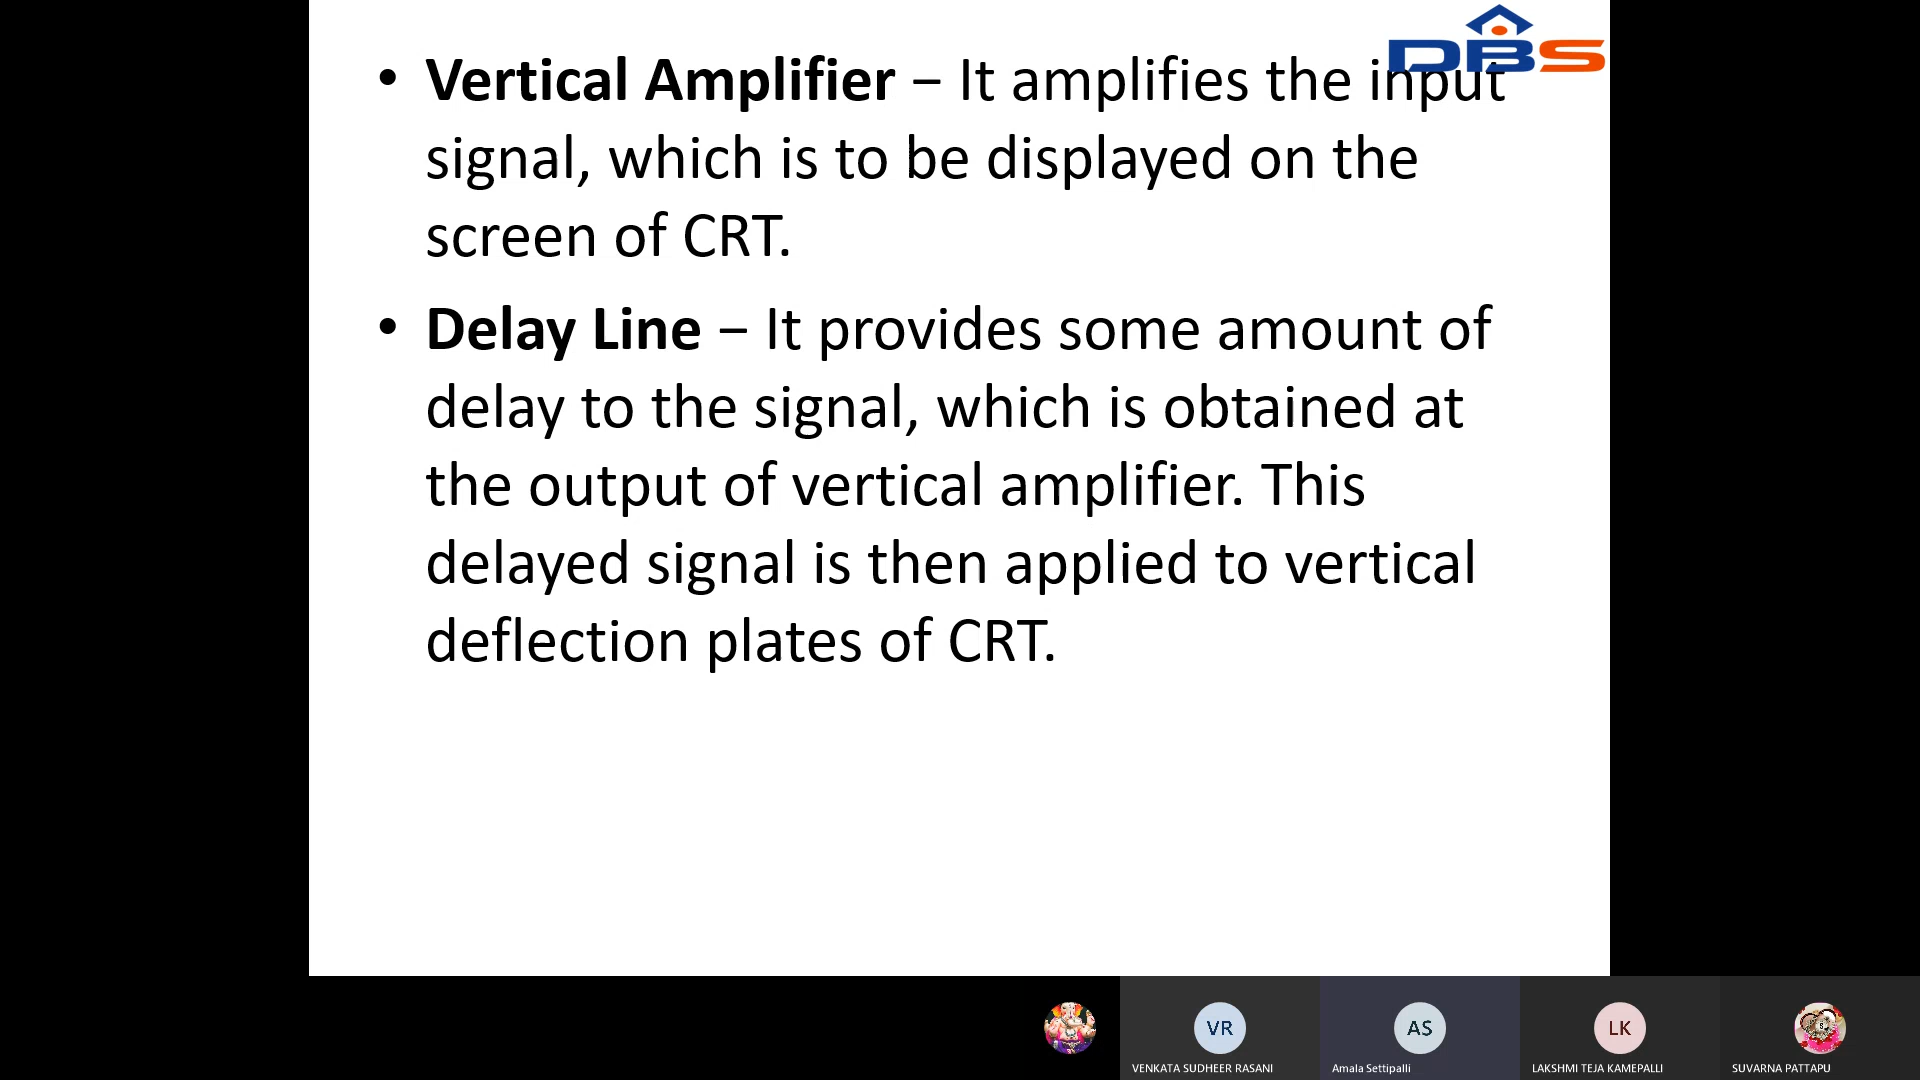 DBS
• Vertical Amplifier − It amplifies the input
signal, which is to be displayed on the
screen of CRT.
• Delay Line − It provides some amount of
delay to the signal, which is obtained at
the output of vertical amplifier. This
delayed signal is then applied to vertical
deflection plates of CRT.
VR
AS
LK
VENKATA SUDHEER RASANI
Amala Settipalli
LAKSHMI TEJA KAMEPALLI
SUVARNA PATTAPU